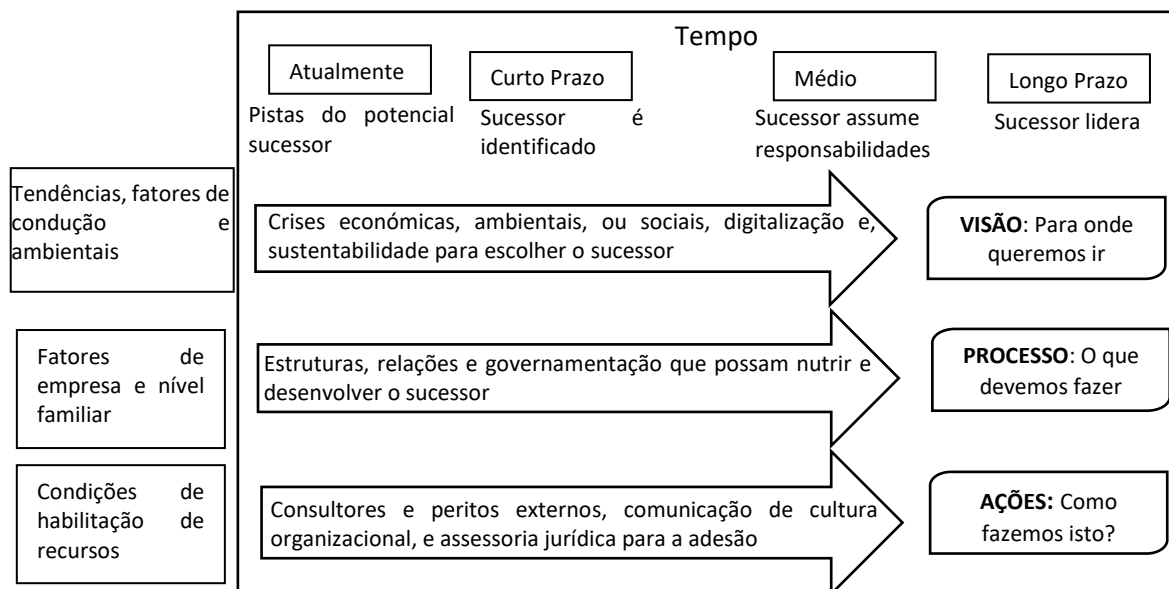 Tempo
Atualmente
Curto Prazo
Médio
Longo Prazo
Pistas do potencial
sucessor
Sucessor é
identificado
Sucessor assume
responsabilidades
Sucessor lidera
Tendências, fatores de
condução e
ambientais
Crises económicas, ambientais, ou sociais, digitalização e,
sustentabilidade para escolher o sucessor
VISÃO: Para onde
queremos ir
Fatores de
empresa e nível
familiar
Estruturas, relações e governamentação que possam nutrir e
desenvolver o sucessor
PROCESSO: O que
devemos fazer
Condições de
habilitação de
recursos
Consultores e peritos externos, comunicação de cultura
organizacional, e assessoria jurídica para a adesão
AÇÕES: Como
fazemos isto?